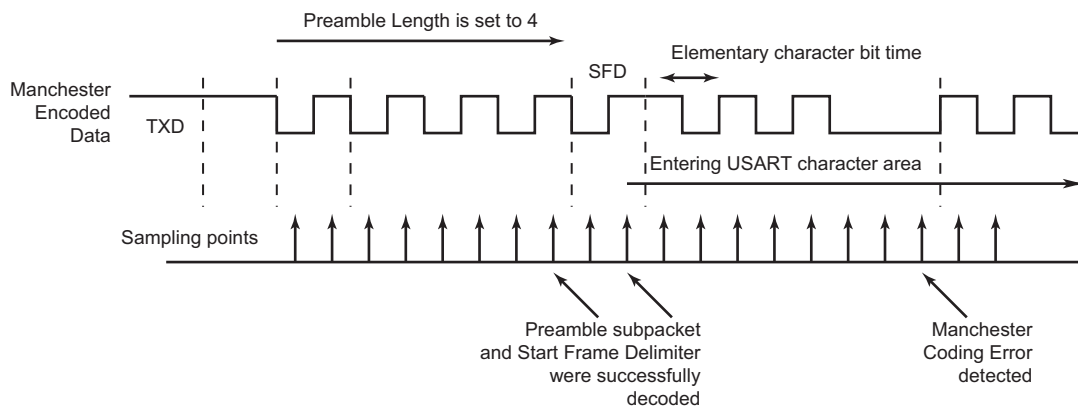 Preamble Length is set to 4
Elementary character bit time
SFD
Manchester
Encoded
Data
TXD
Entering USART character area
Sampling points
Preamble subpacket
and Start Frame Delimiter
were successfully
decoded
Manchester
Coding Error
detected